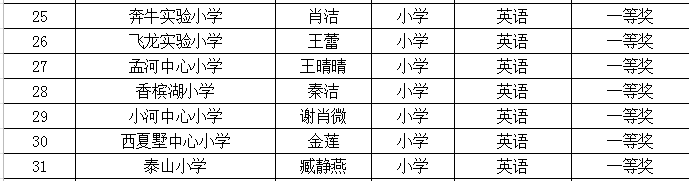 25 奔牛实验小学 肖洁 小学 英语 一等奖
26 飞龙实验小学 王蕾 小学 英语 一等奖
27 孟河中心小学 王晴晴 小学 英语 一等奖
28 香槟湖小学 秦洁 小学 英语 一等奖
29 小河中心小学 谢肖微 小学 英语 一等奖
30 西夏墅中心小学 金莲 小学 英语 一等奖
31 泰山小学 臧静燕 小学 英语 一等奖